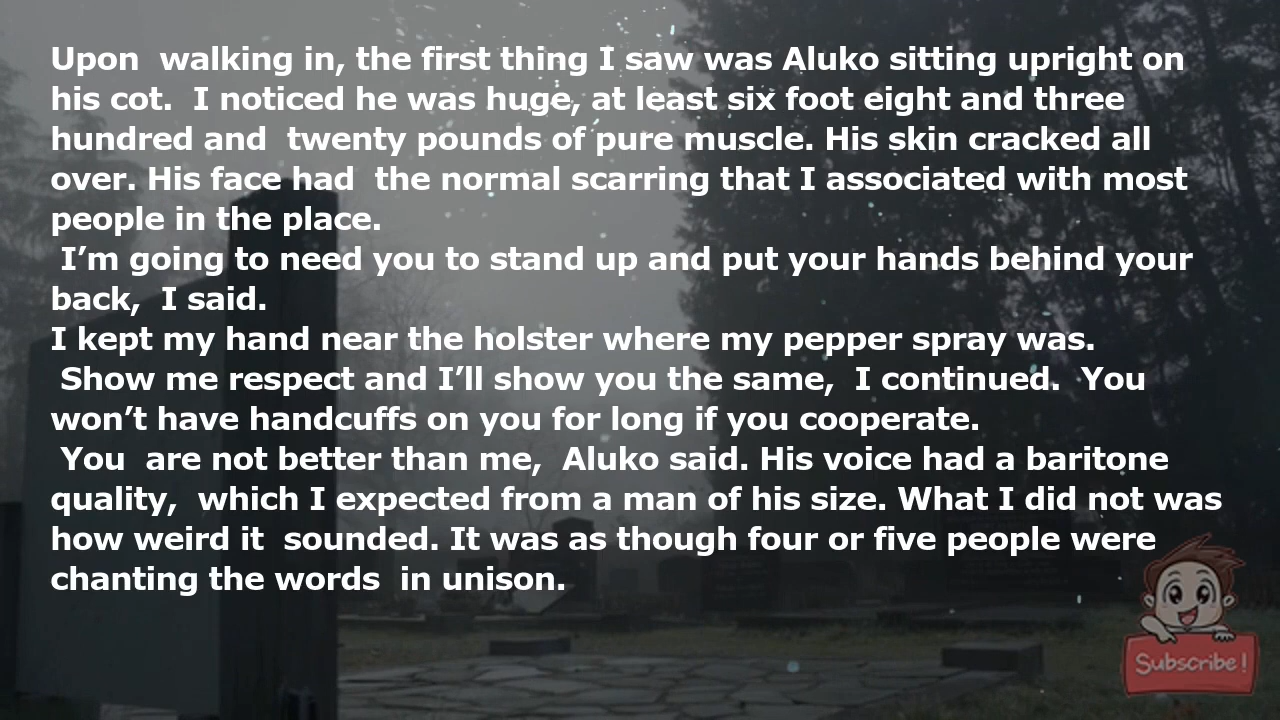 Upon  walking in, the first thing I saw was Aluko sitting upright on
his cot.  I noticed he was huge, at least six foot eight and three
hundred and  twenty pounds of pure muscle. His skin cracked all
over. His face had  the normal scarring that I associated with most
people in the place.
I’m going to need you to stand up and put your hands behind your
back,  I said.
I kept my hand near the holster where my pepper spray was.
Show me respect and I’ll show you the same,  I continued.  You
won’t have handcuffs on you for long if you cooperate.
You  are not better than me,  Aluko said. His voice had a baritone
quality,  which I expected from a man of his size. What I did not was
how weird it  sounded. It was as though four or five people were
chanting the words  in unison.
Subscribe!